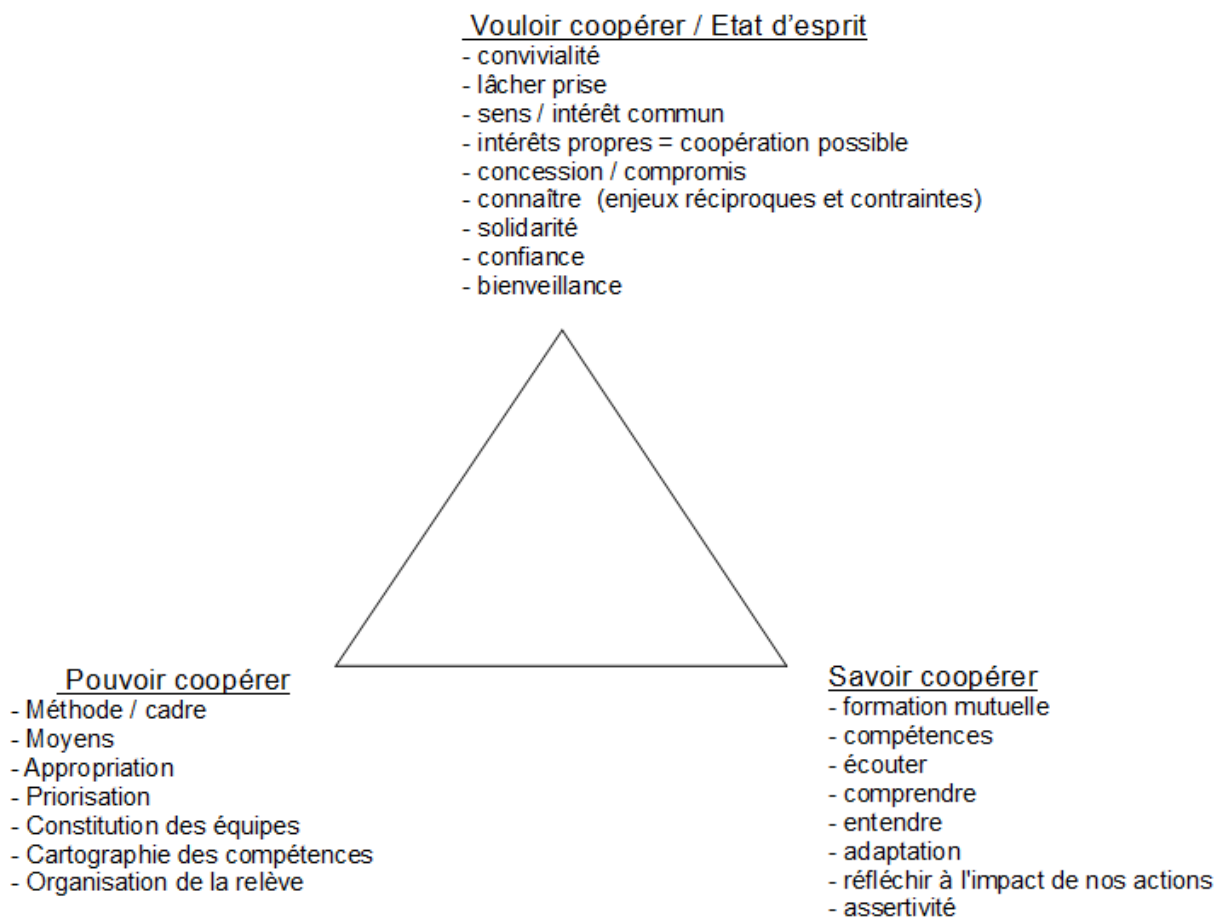 Vouloir coopérer / Etat d'esprit
- convivialité
- lâcher prise
- sens / intérêt commun
- intérêts propres = coopération possible
- concession / compromis
- connaître  (enjeux réciproques et contraintes)
- solidarité
- confiance
- bienveillance
Pouvoir coopérer
- Méthode / cadre
- Moyens
- Appropriation
- Priorisation
- Constitution des équipes
- Cartographie des compétences
- Organisation de la relève
Savoir coopérer
- formation mutuelle
- compétences
- écouter
- comprendre
- entendre
- adaptation
- réfléchir à l'impact de nos actions
- assertivité